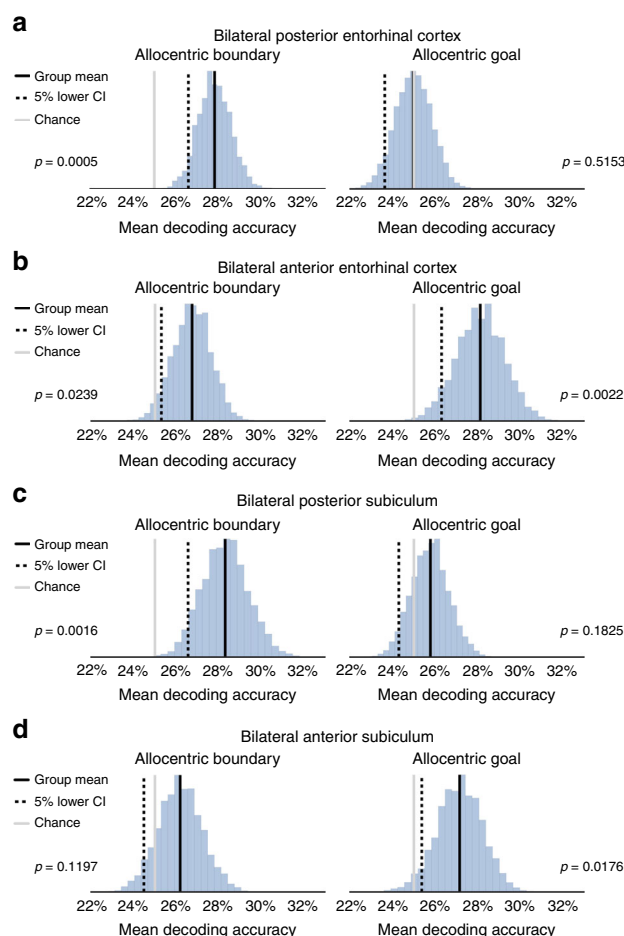 a
Bilateral posterior entorhinal cortex
Allocentric boundary
Allocentric goal
Group mean
5% lower CI
Chance
p = 0.0005
p = 0.5153
22% 24% 26% 28% 30% 32%
22% 24% 26% 28% 30% 32%
Mean decoding accuracy
Mean decoding accuracy
b
Bilateral anterior entorhinal cortex
Allocentric boundary
Allocentric goal
Group mean
5% lower CI
Chance
p = 0.0239
p = 0.0022
22% 24% 26% 28% 30% 32%
22% 24% 26% 28% 30% 32%
Mean decoding accuracy
Mean decoding accuracy
c
Bilateral posterior subiculum
Allocentric boundary
Allocentric goal
Group mean
5% lower CI
Chance
p = 0.0016
p = 0.1825
22% 24% 26% 28% 30% 32%
22% 24% 26% 28% 30% 32%
Mean decoding accuracy
Mean decoding accuracy
d
Bilateral anterior subiculum
Allocentric boundary
Allocentric goal
Group mean
5% lower CI
Chance
p = 0.1197
p = 0.0176
22% 24% 26% 28% 30% 32%
22% 24% 26% 28% 30% 32%
Mean decoding accuracy
Mean decoding accuracy